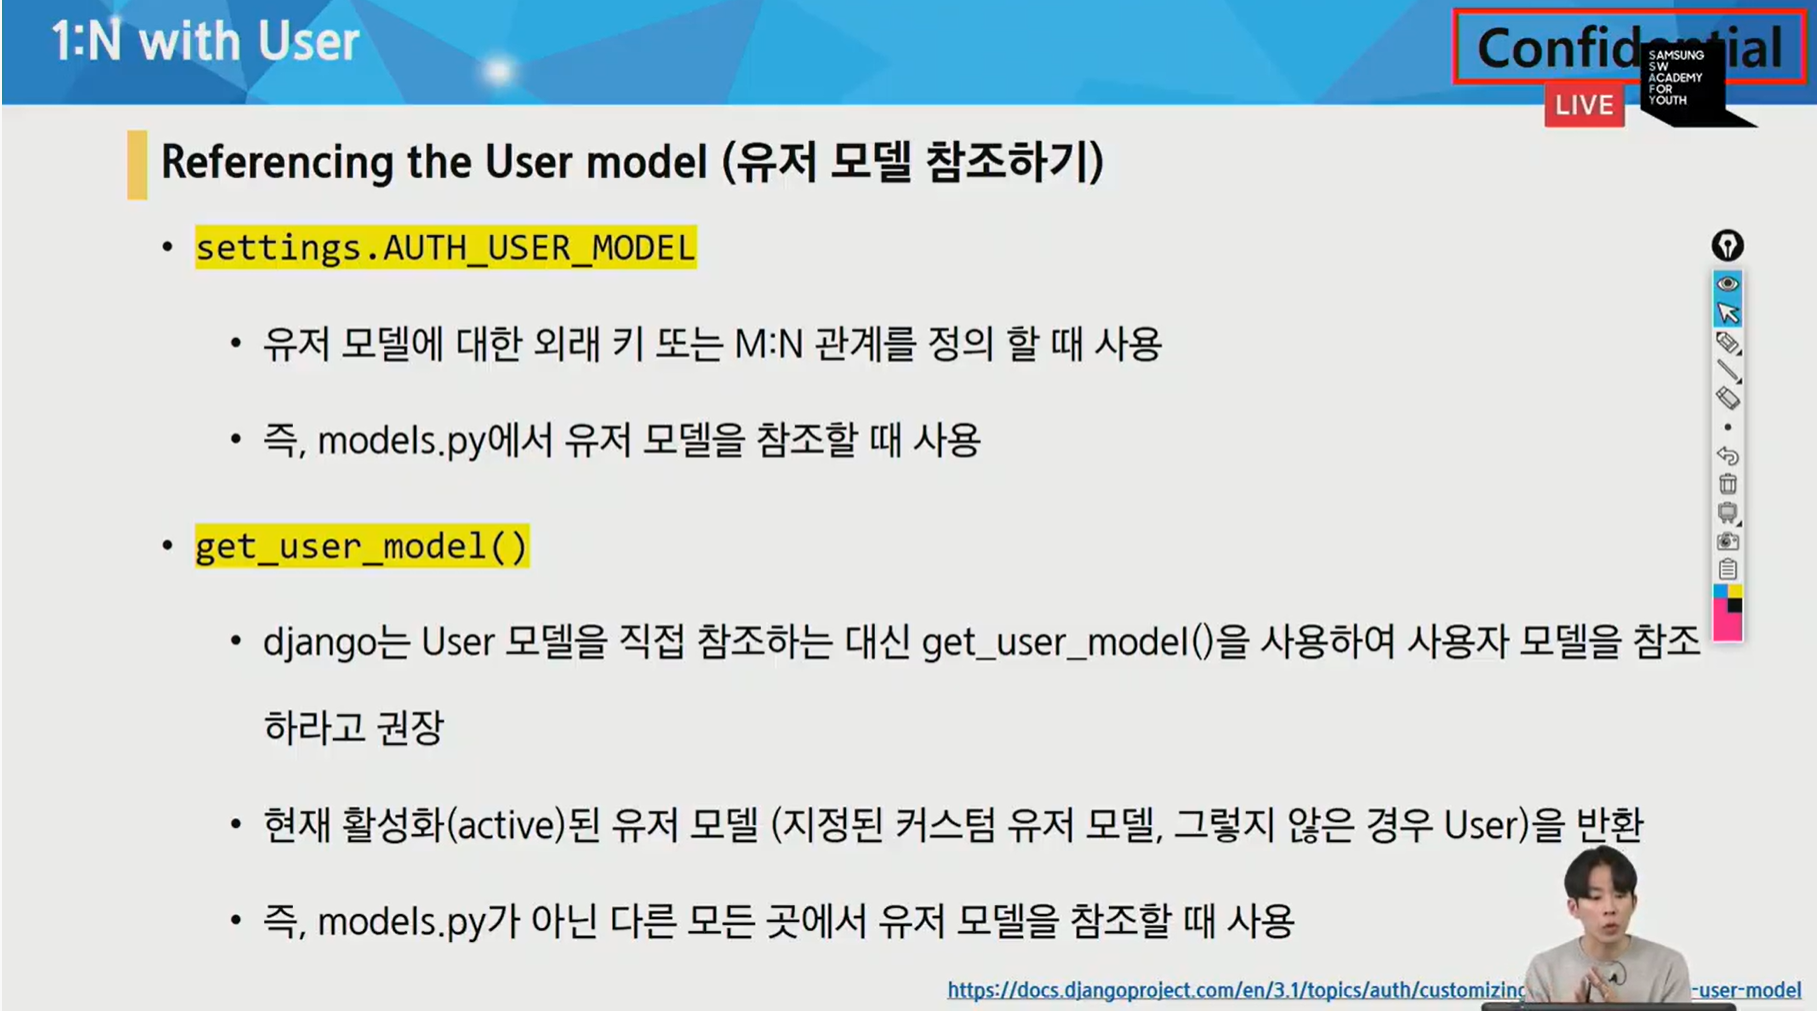 1:N with User
Confidential
SAMSUNG
SW
ACADEMY
FOR
YOUTH
LIVE
Referencing the User model (유저 모델 참조하기)
• settings.AUTH_USER_MODEL
• 유저 모델에 대한 외래 키 또는 M:N 관계를 정의 할 때 사용
• 즉, models.py에서 유저 모델을 참조할 때 사용
• get_user_model()
• django는 User 모델을 직접 참조하는 대신 get_user_model()을 사용하여 사용자 모델을 참조
하라고 권장
• 현재 활성화(active)된 유저 모델 (지정된 커스텀 유저 모델, 그렇지 않은 경우 User)을 반환
• 즉, models.py가 아닌 다른 모든 곳에서 유저 모델을 참조할 때 사용
https://docs.djangoproject.com/en/3.1/topics/auth/customizing -user-model